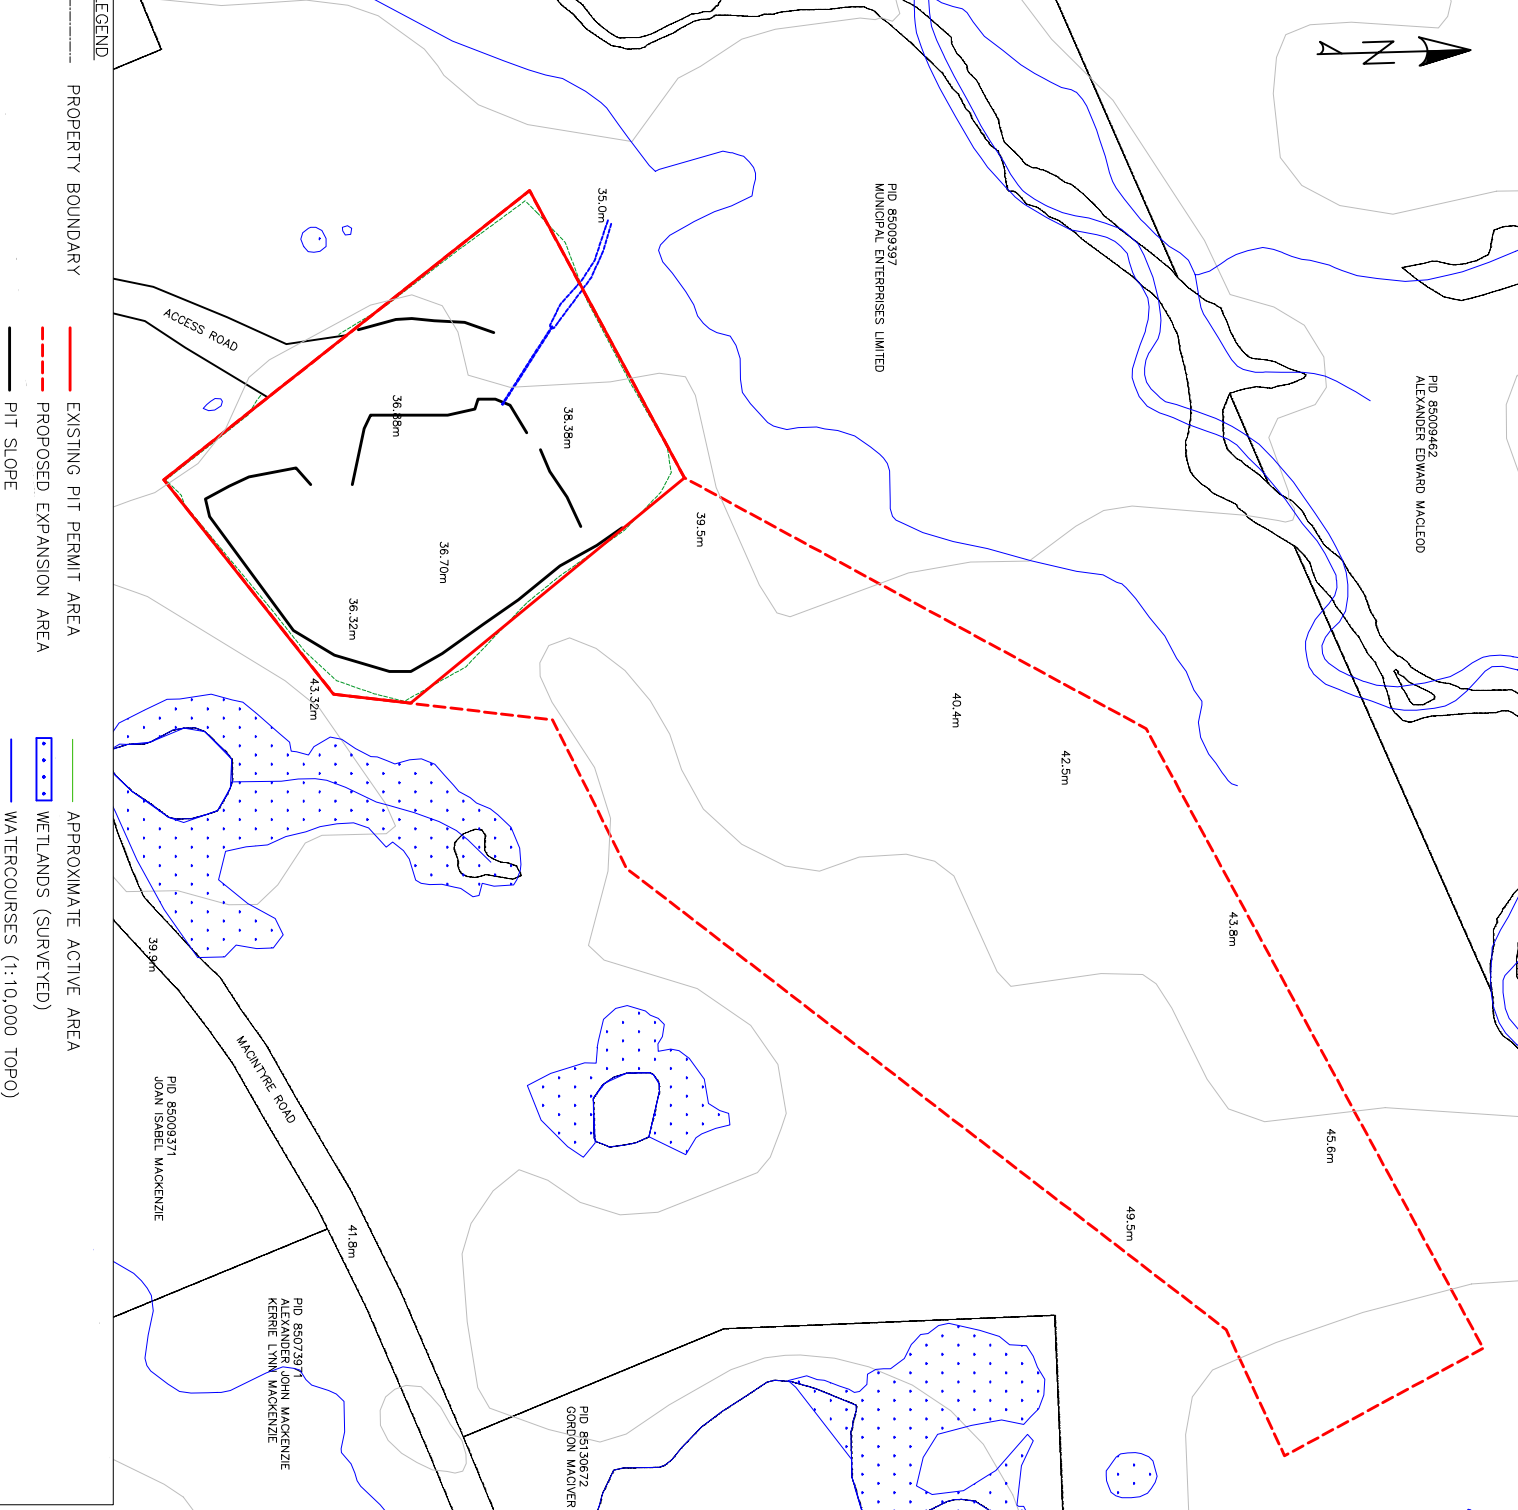 N
PID 85009462
ALEXANDER EDWARD MACLEOD
PID 85009397
MUNICIPAL ENTERPRISES LIMITED
35.0m
38.38m
36.88m
36.70m
36.32m
43.32m
39.5m
40.4m
42.5m
43.8m
45.6m
49.5m
39.9m
41.8m
ACCESS ROAD
MACINTYRE ROAD
PID 85009371
JOAN ISABEL MACKENZIE
PID 85073971
ALEXANDER JOHN MACKENZIE
KERRIE LYNN MACKENZIE
PID 85130672
GORDON MACIVER
EGEND
PROPERTY BOUNDARY
EXISTING PIT PERMIT AREA
PROPOSED EXPANSION AREA
PIT SLOPE
APPROXIMATE ACTIVE AREA
WETLANDS (SURVEYED)
WATERCOURSES (1:10,000 TOPO)